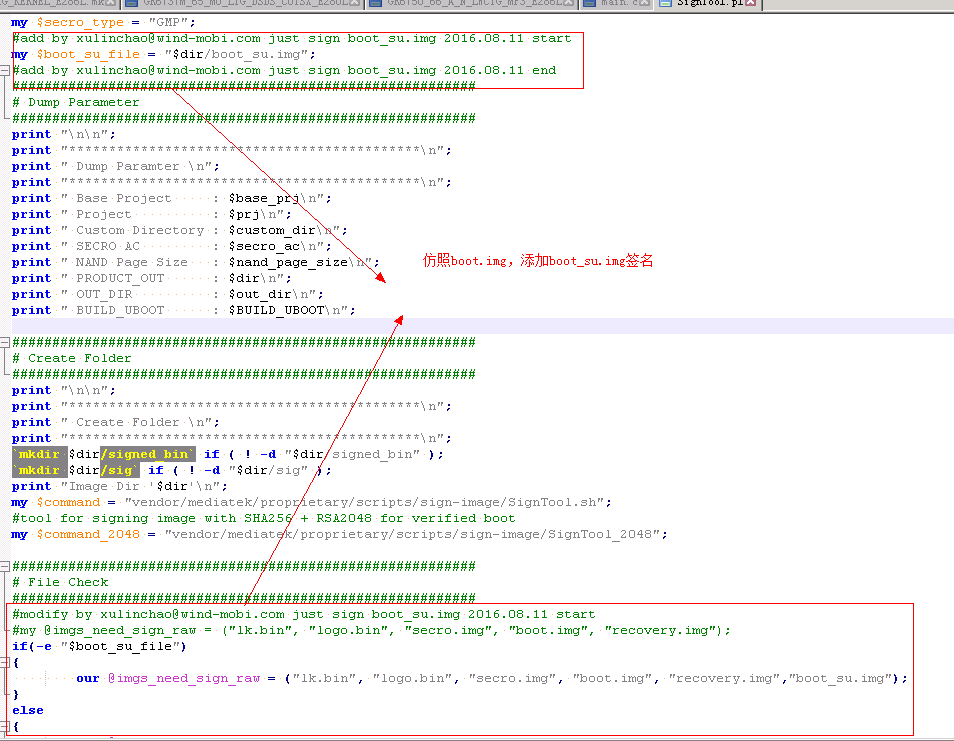 GR6150_66_A_N_LWCTG_MP3_E286L
main.c
SignTool.pl
my $secro_type = "GMP";
#add by xulinchao@wind-mobi.com just sign boot_su.img 2016.08.11 start
my $boot_su_file = "$dir/boot_su.img";
#add by xulinchao@wind-mobi.com just sign boot_su.img 2016.08.11 end
##########################################################
# Dump Parameter
##########################################################
print "\n\n";
print "********************************************\n";
print " Dump Paramter \n";
print "********************************************\n";
print " Base Project     : $base_prj\n";
print " Project          : $prj\n";
print " Custom Directory : $custom_dir\n";
print " SECRO AC         : $secro_ac\n";
print " NAND Page Size   : $nand_page_size\n";
仿照boot.img，添加boot_su.img签名
print " PRODUCT_OUT      : $dir\n";
print " OUT_DIR          : $out_dir\n";
print " BUILD_UBOOT      : $BUILD_UBOOT\n";
##########################################################
# Create Folder
##########################################################
print "\n\n";
print "********************************************\n";
print " Create Folder \n";
print "********************************************\n";
`mkdir $dir/signed_bin` if ( ! -d "$dir/signed_bin" );
`mkdir $dir/sig` if ( ! -d "$dir/sig" );
print "Image Dir '$dir'\n";
my $command = "vendor/mediatek/proprietary/scripts/sign-image/SignTool.sh";
#tool for signing image with SHA256 + RSA2048 for verified boot
my $command_2048 = "vendor/mediatek/proprietary/scripts/sign-image/SignTool_2048";
##########################################################
# File Check
##########################################################
#modify by xulinchao@wind-mobi.com just sign boot_su.img 2016.08.11 start
#my @imgs_need_sign_raw = ("lk.bin", "logo.bin", "secro.img", "boot.img", "recovery.img");
if(-e "$boot_su_file")
{
our @imgs_need_sign_raw = ("lk.bin", "logo.bin", "secro.img", "boot.img", "recovery.img","boot_su.img");
}
else
{